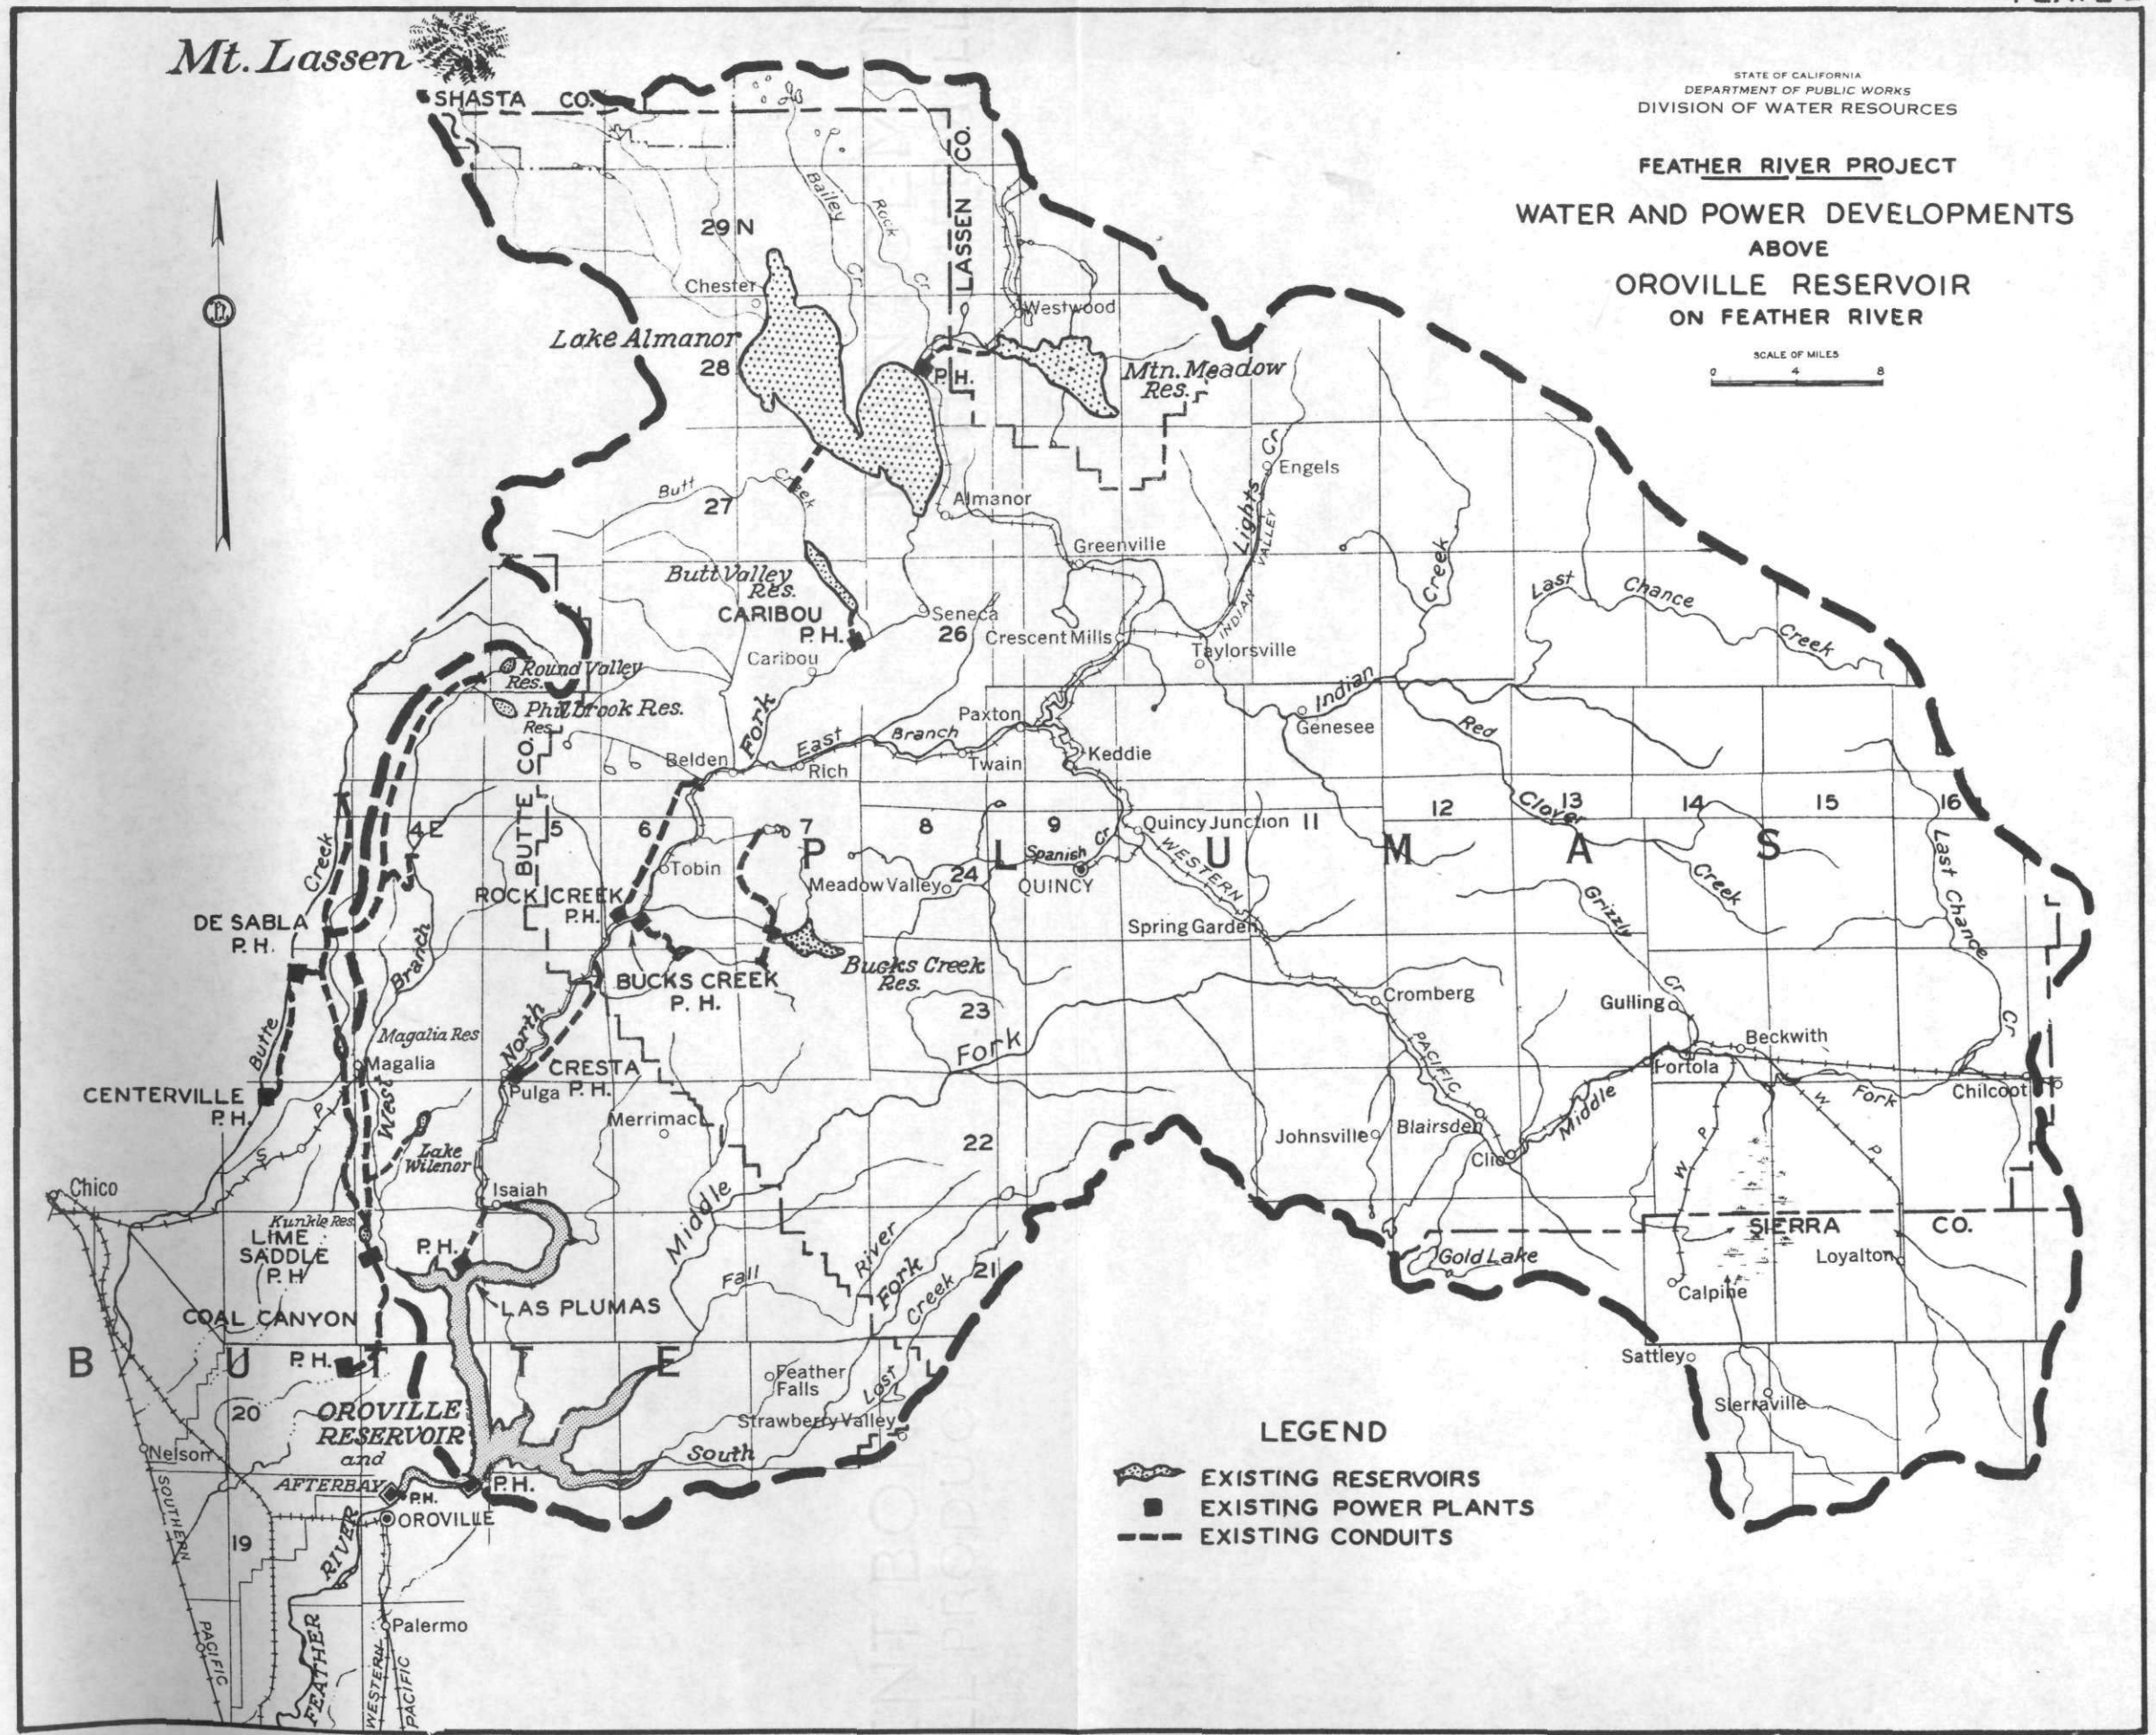 Mt. Lassen
SHASTA CO.
STATE OF CALIFORNIA
DEPARTMENT OF PUBLIC WORKS
DIVISION OF WATER RESOURCES
FEATHER RIVER PROJECT
WATER AND POWER DEVELOPMENTS
ABOVE
OROVILLE RESERVOIR
ON FEATHER RIVER
SCALE OF MILES
0 4 8
LASSEN CO.
Bailey Cr
Rock Cr
29 N
Chester
Westwood
Lake Almanor
28
P.H.
Mtn. Meadow
Res.
Cr
Engels
Lights
VALLEY
INDIAN
Butt Creek
27
Almanor
Greenville
Butt Valley
Res.
CARIBOU
P.H.
Seneca
26
Crescent Mills
Taylorsville
Caribou
Creek
Last Chance Creek
Round Valley
Res.
Philbrook Res.
Res.
Paxton
Indian
Genesee
Red
Fork
East Branch
Belden
Rich
Twain
Keddie
BUTTE CO.
4 E
5
6
7
8
9
11
12
13
14
15
16
Clover
Creek
Quincy Junction
Spanish Cr
WESTERN
P L U M A S
Creek
Tobin
Meadow Valley
24
QUINCY
ROCK CREEK
P.H.
Last Chance
Cr
Grizzly
Cr
DE SABLA
P.H.
Branch
Spring Garden
Bucks Creek
Res.
BUCKS CREEK
P.H.
Cromberg
Gulling
23
Fork
Butte
Magalia Res
Magalia
North
CRESTA
P.H.
Pulga
Beckwith
PACIFIC
Portola
Chilcoot
CENTERVILLE
P.H.
West
Merrimac
Middle
Fork
W P
W P
S P
Lake
Wilenor
22
Johnsville
Blairsden
Clio
Chico
Isaiah
Kunkle Res.
LIME
SADDLE
P.H
P.H.
Middle
River
SIERRA CO.
Loyalton
Gold Lake
Fall
Fork
21
Creek
LAS PLUMAS
Calpine
COAL CANYON
P.H.
B U T T E
Sattley
Feather
Falls
Lost
Sierraville
20
OROVILLE
RESERVOIR
and
AFTERBAY
Strawberry Valley
South
Nelson
P.H.
P.H.
OROVILLE
SOUTHERN
PACIFIC
19
RIVER
FEATHER
Palermo
WESTERN
PACIFIC
LEGEND
EXISTING RESERVOIRS
EXISTING POWER PLANTS
EXISTING CONDUITS